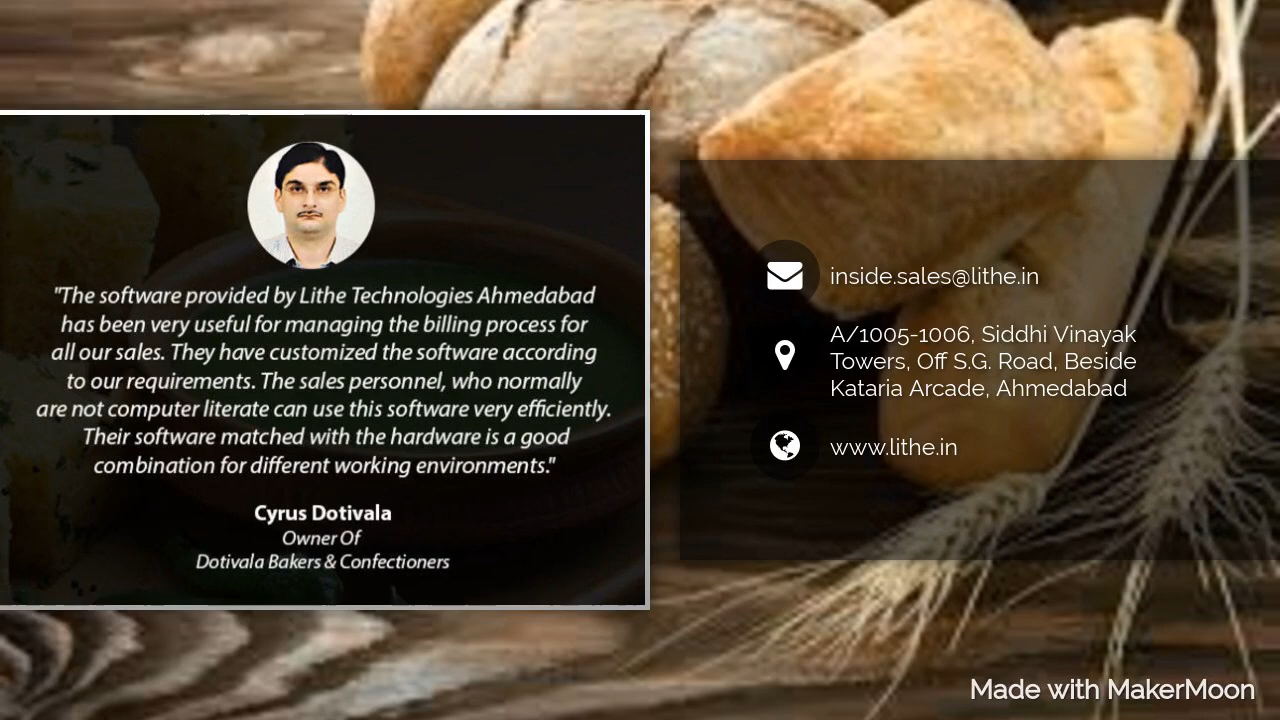 "The software provided by Lithe Technologies Ahmedabad
has been very useful for managing the billing process for
all our sales. They have customized the software according
to our requirements. The sales personnel, who normally
are not computer literate can use this software very efficiently.
Their software matched with the hardware is a good
combination for different working environments."
Cyrus Dotivala
Owner Of
Dotivala Bakers & Confectioners
inside.sales@lithe.in
A/1005-1006, Siddhi Vinayak
Towers, Off S.G. Road, Beside
Kataria Arcade, Ahmedabad
www.lithe.in
Made with MakerMoon